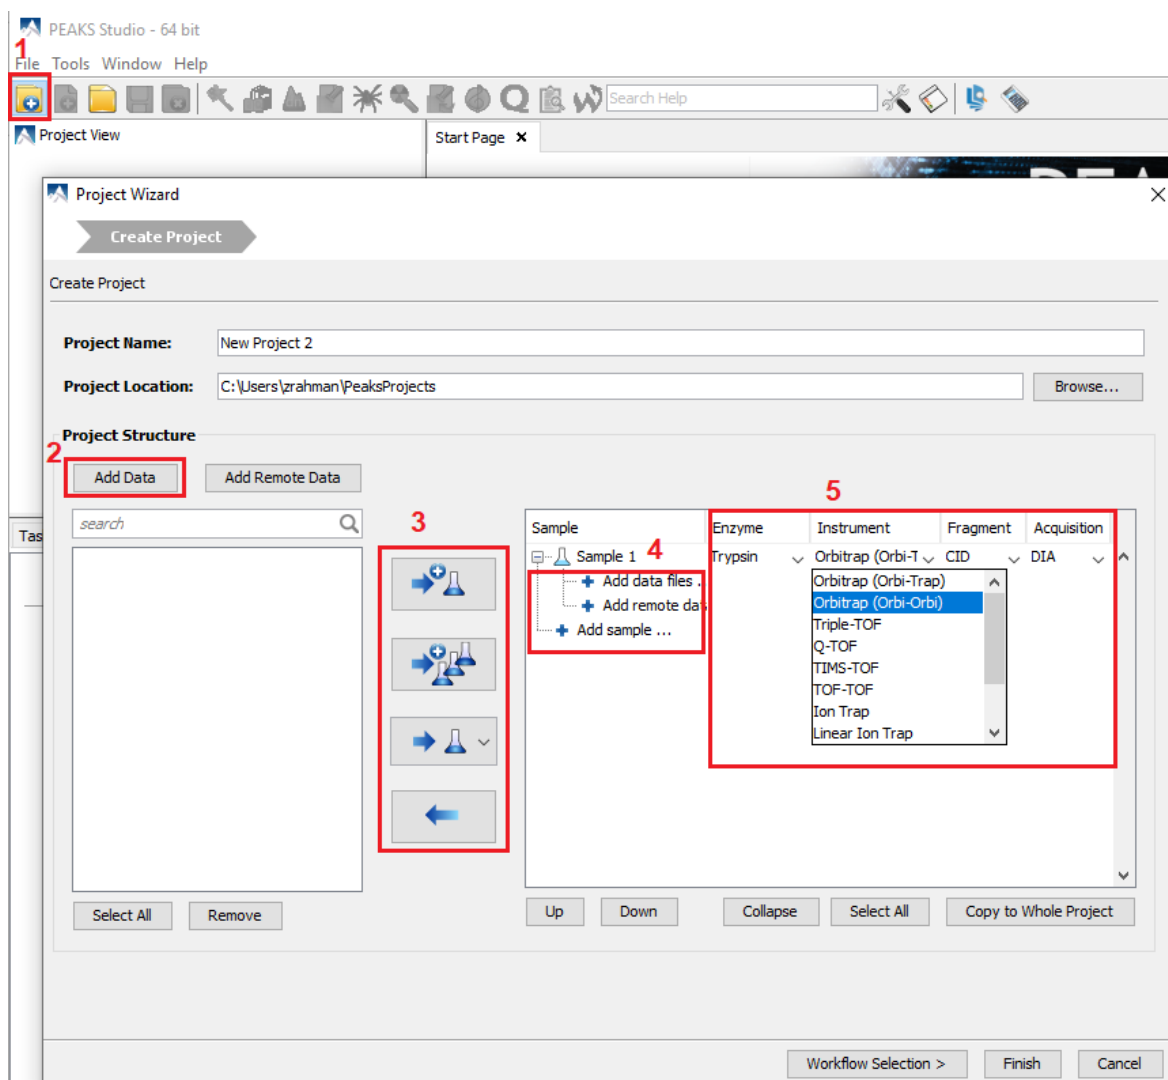 PEAKS Studio - 64 bit
1
File Tools Window Help
Search Help
Project View
Start Page
Project Wizard
Create Project
Create Project
Project Name: New Project 2
Project Location: C:\Users\zrahman\PeaksProjects Browse...
Project Structure
2
Add Data Add Remote Data
5
search
3
Sample Enzyme Instrument Fragment Acquisition
Tas
4
Sample 1 Trypsin Orbitrap (Orbi-T CID DIA
Add data files . Orbitrap (Orbi-Trap)
Add remote dat Orbitrap (Orbi-Orbi)
Add sample ... Triple-TOF
Q-TOF
TIMS-TOF
TOF-TOF
Ion Trap
Linear Ion Trap
Up Down Collapse Select All Copy to Whole Project
Select All Remove
Workflow Selection > Finish Cancel